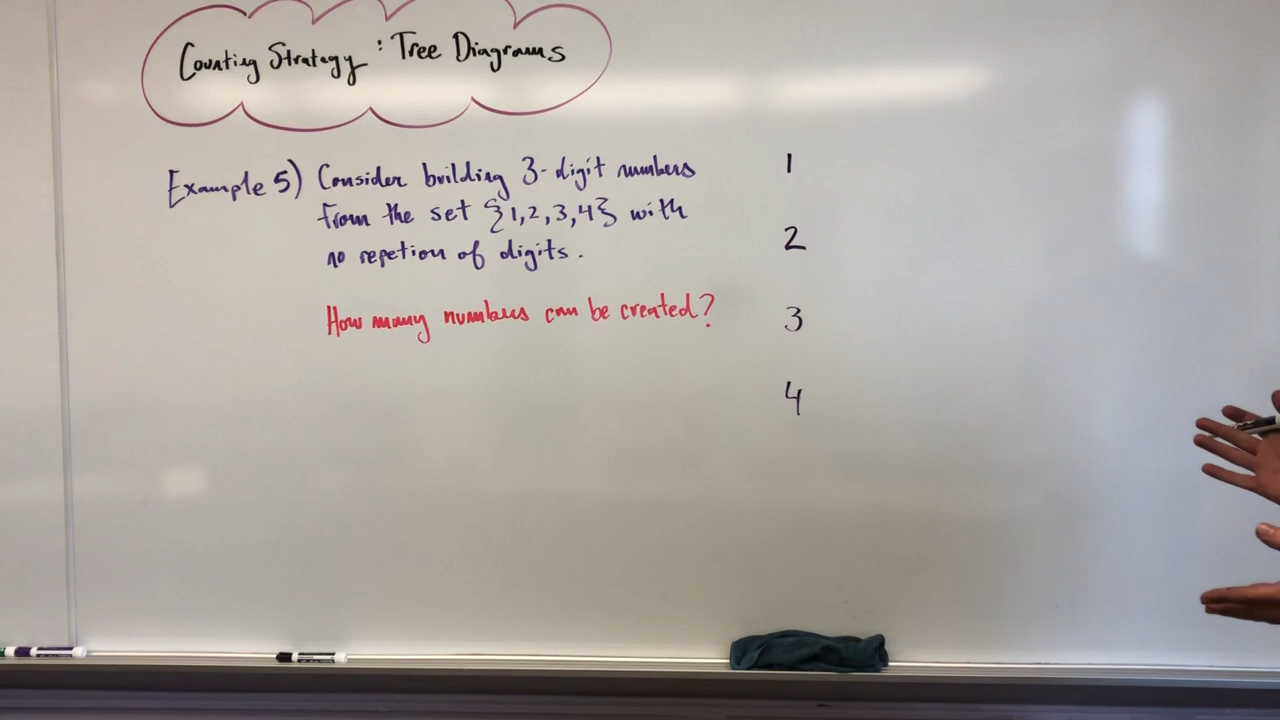 Counting Strategy : Tree Diagrams
Example 5) Consider building 3-digit numbers
from the set {1,2,3,4} with
no repetion of digits.
How many numbers can be created?
1
2
3
4